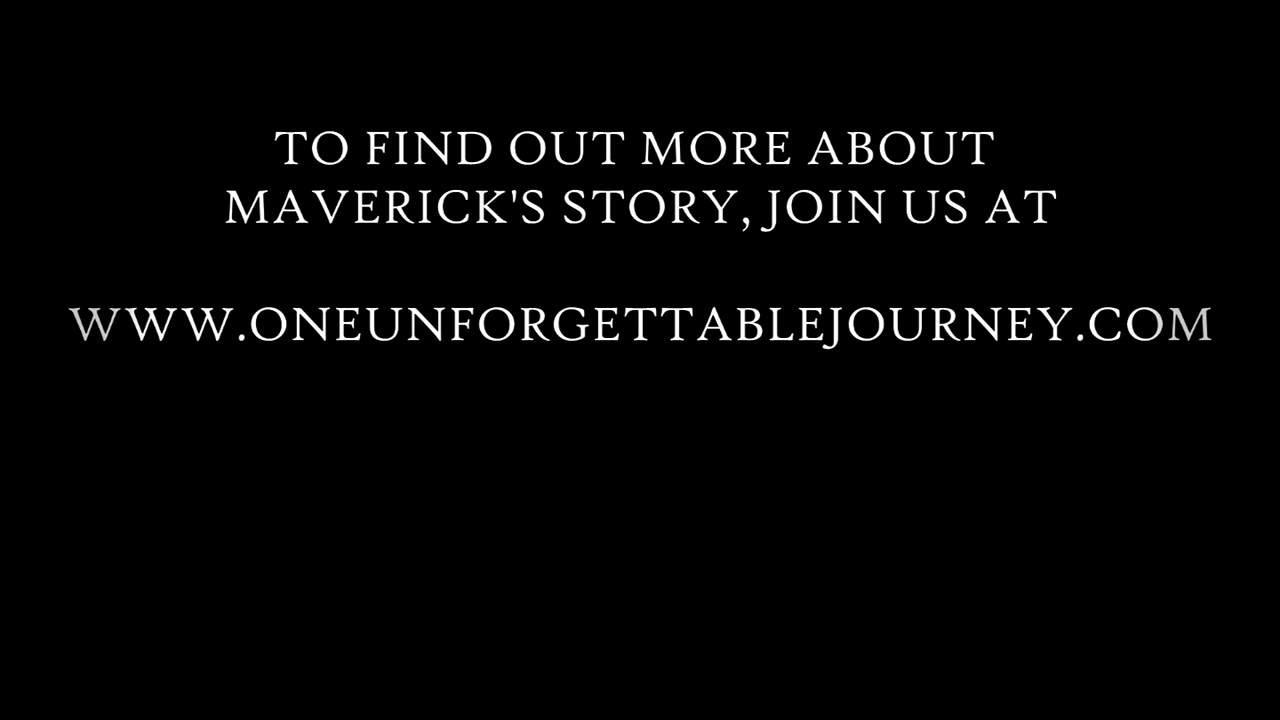 TO FIND OUT MORE ABOUT
MAVERICK'S STORY, JOIN US AT
WWW.ONEUNFORGETTABLEJOURNEY.COM